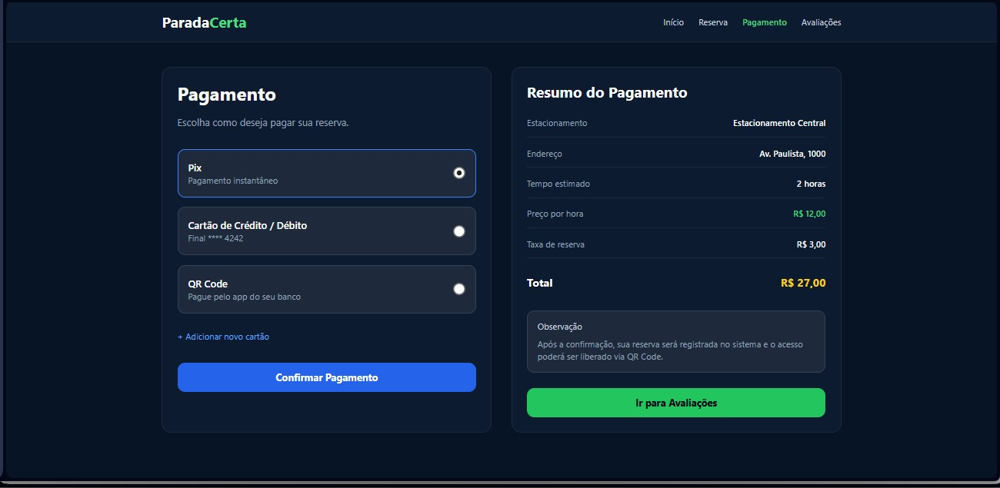 ParadaCerta
Início Reserva Pagamento Avaliações
Pagamento
Escolha como deseja pagar sua reserva.
Pix
Pagamento instantâneo
Cartão de Crédito / Débito
Final **** 4242
QR Code
Pague pelo app do seu banco
+ Adicionar novo cartão
Confirmar Pagamento
Resumo do Pagamento
Estacionamento Estacionamento Central
Endereço Av. Paulista, 1000
Tempo estimado 2 horas
Preço por hora R$ 12,00
Taxa de reserva R$ 3,00
Total R$ 27,00
Observação
Após a confirmação, sua reserva será registrada no sistema e o acesso
poderá ser liberado via QR Code.
Ir para Avaliações